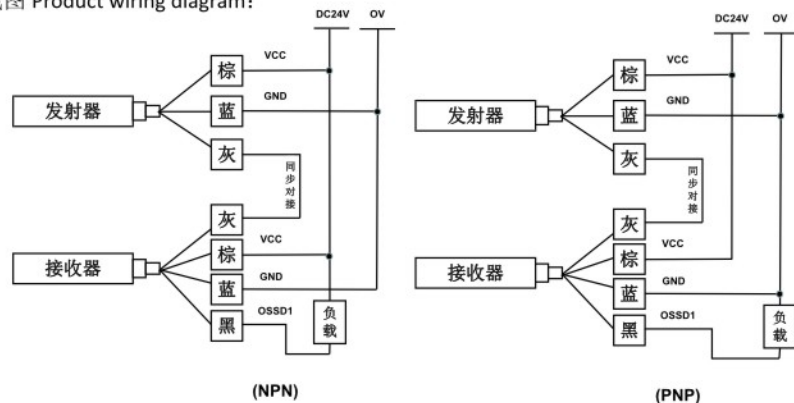 图 Product wiring diagram:
DC24V OV
VCC
棕
发射器
蓝
GND
灰
同步对接
灰
VCC
棕
接收器
蓝
GND
黑
OSSD1
负载
(NPN)
DC24V OV
VCC
棕
发射器
蓝
GND
灰
同步对接
灰
VCC
棕
接收器
蓝
GND
黑
OSSD1
负载
(PNP)